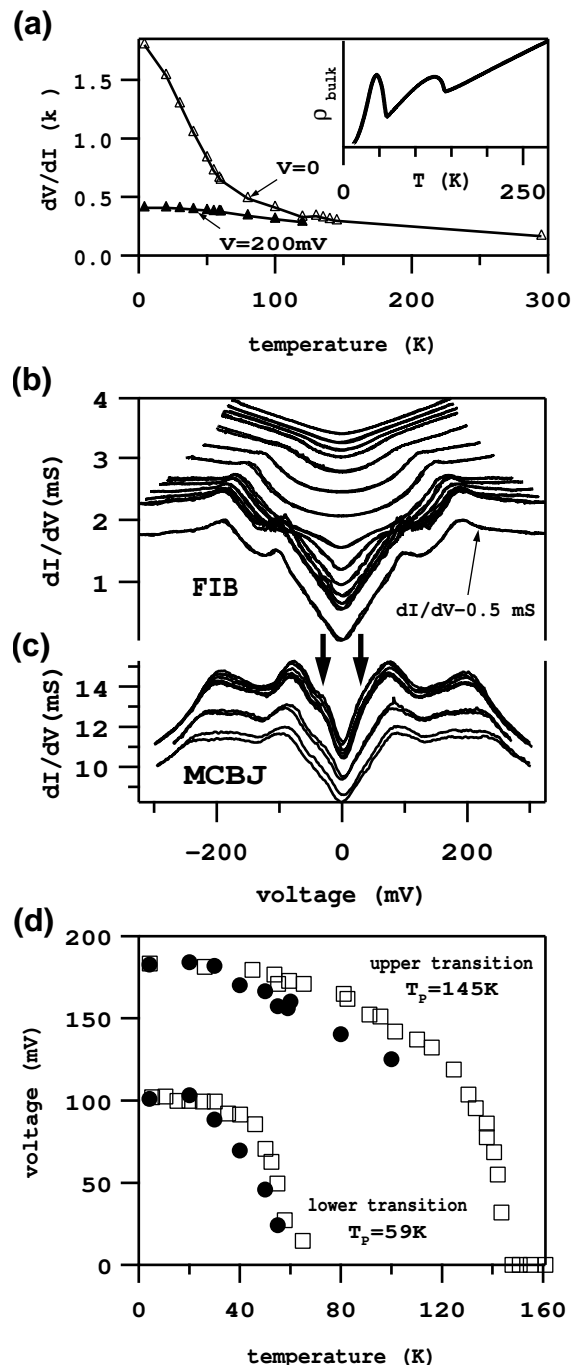 (a)
1.5
1.0
0.5
0.0
dV/dI (k )
V=0
V=200mV
ρbulk
0
T (K)
250
0
100
200
300
temperature (K)
(b)
4
3
2
1
dI/dV(mS)
FIB
dI/dV−0.5 mS
(c)
14
12
10
dI/dV(mS)
MCBJ
−200
0
200
voltage (mV)
(d)
200
150
100
50
0
voltage (mV)
upper transition
TP=145K
lower transition
TP=59K
0
40
80
120
160
temperature (K)